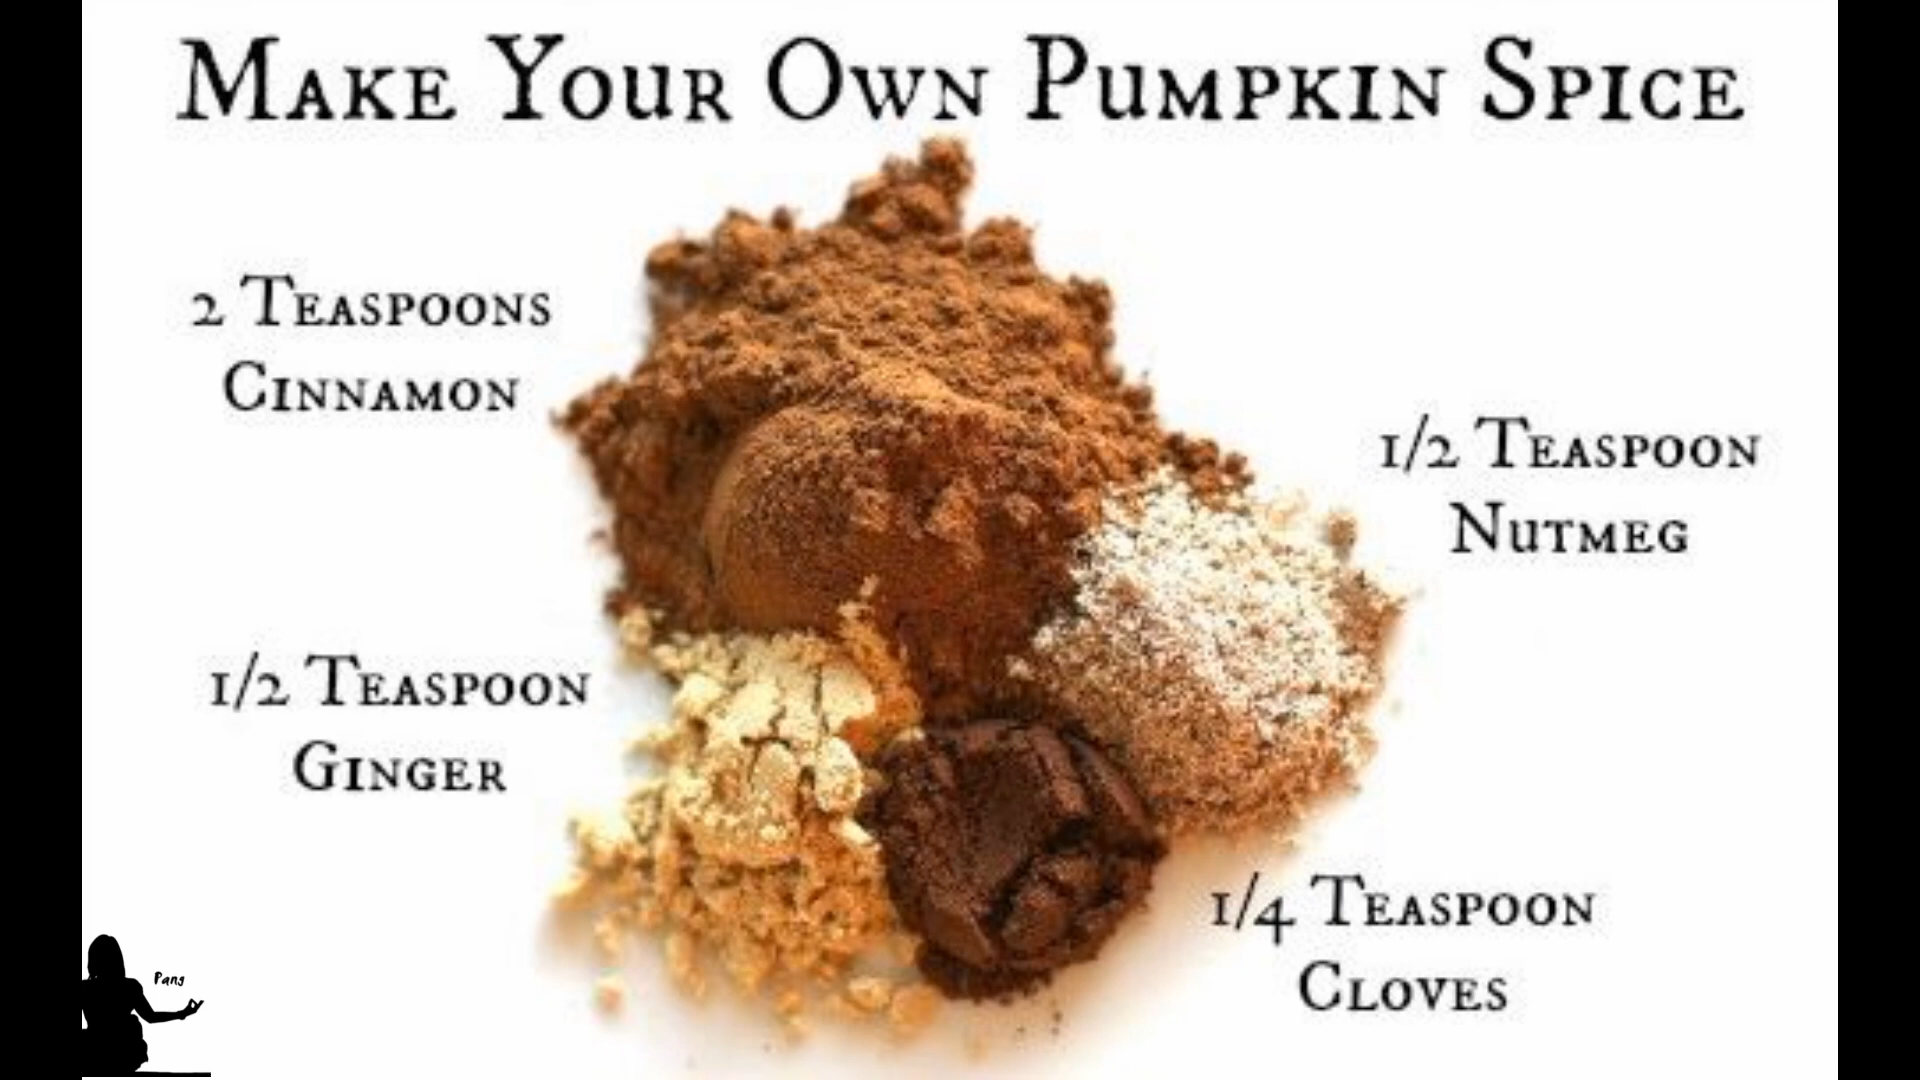 Make Your Own Pumpkin Spice
2 Teaspoons
Cinnamon
1/2 Teaspoon
Nutmeg
1/2 Teaspoon
Ginger
1/4 Teaspoon
Cloves
Pang